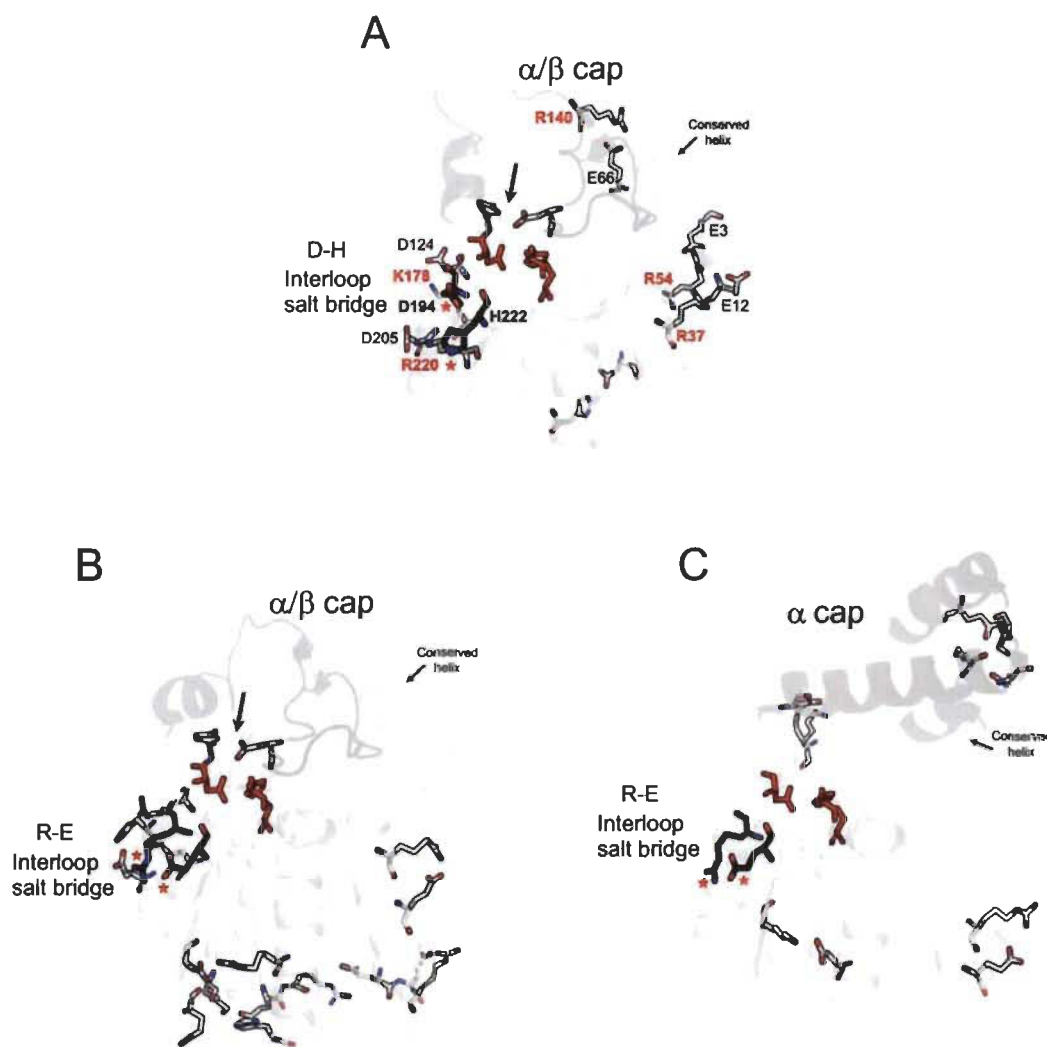 A
α/β cap
R140
Conserved
helix
E66
E3
D-H
Interloop
salt bridge
D124
K178
D194
*
H222
R54
E12
D205
R220 *
R37
B
α/β cap
Conserved
helix
R-E
Interloop
salt bridge
*
*
C
α cap
Conserved
helix
R-E
Interloop
salt bridge
* *